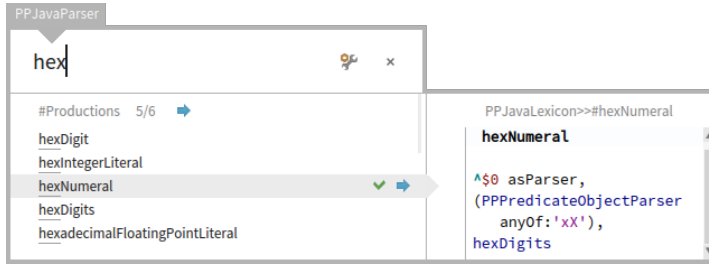 PPJavaParser
hex
#Productions 5/6
hexDigit
hexIntegerLiteral
hexNumeral
hexDigits
hexadecimalFloatingPointLiteral
PPJavaLexicon>>#hexNumeral
hexNumeral
^$0 asParser,
(PPPredicateObjectParser
anyOf:'xX'),
hexDigits